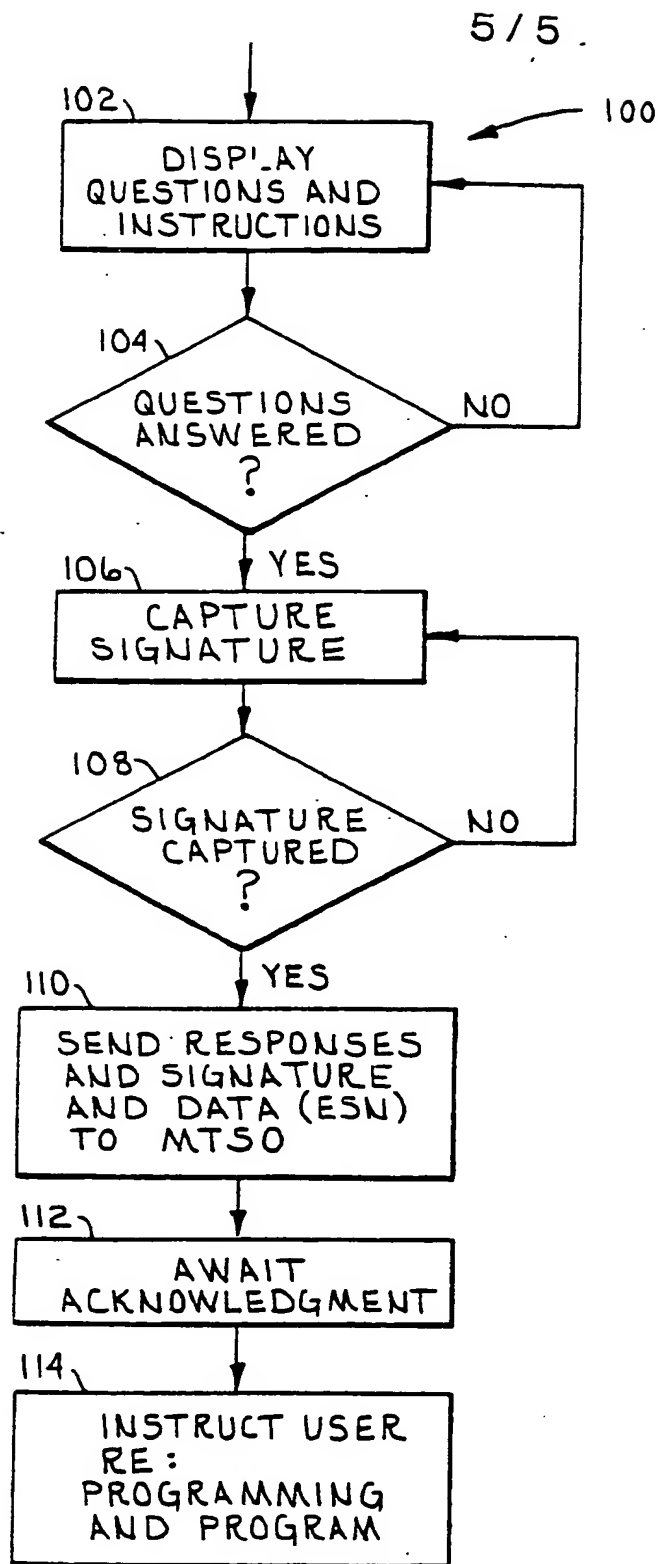 5/5.
100
102
DISPLAY
QUESTIONS AND
INSTRUCTIONS
104
QUESTIONS
ANSWERED
?
NO
YES
106
CAPTURE
SIGNATURE
108
SIGNATURE
CAPTURED
?
NO
YES
110
SEND RESPONSES
AND SIGNATURE
AND DATA (ESN)
TO MTSO
112
AWAIT
ACKNOWLEDGMENT
114
INSTRUCT USER
RE:
PROGRAMMING
AND PROGRAM